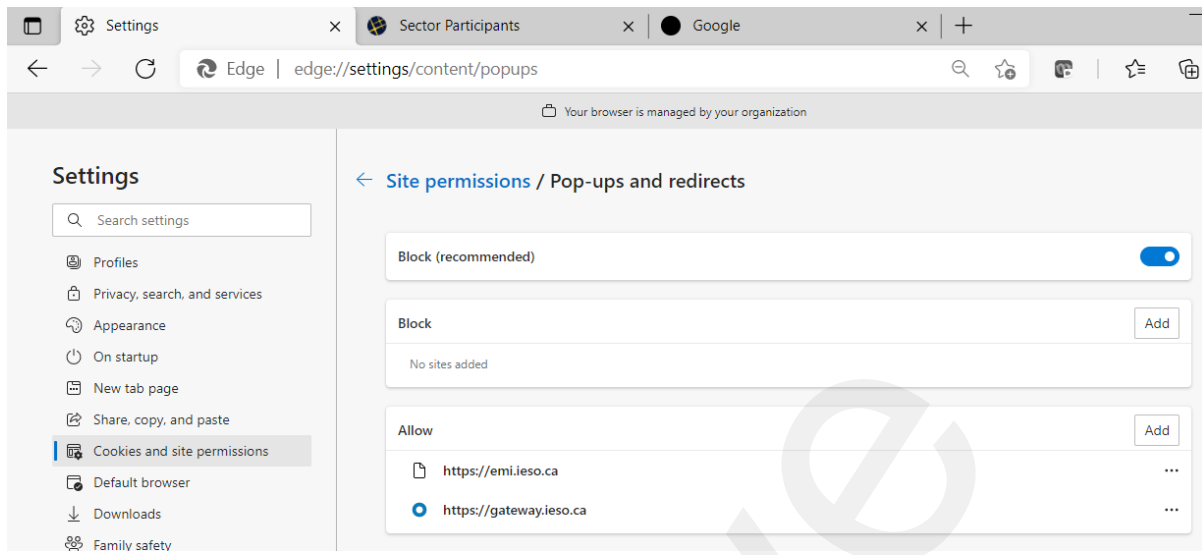 Settings
Sector Participants
Google
Edge | edge://settings/content/popups
Your browser is managed by your organization
Settings
Search settings
Profiles
Privacy, search, and services
Appearance
On startup
New tab page
Share, copy, and paste
Cookies and site permissions
Default browser
Downloads
Family safety
Site permissions / Pop-ups and redirects
Block (recommended)
Block
Add
No sites added
Allow
Add
https://emi.ieso.ca
https://gateway.ieso.ca